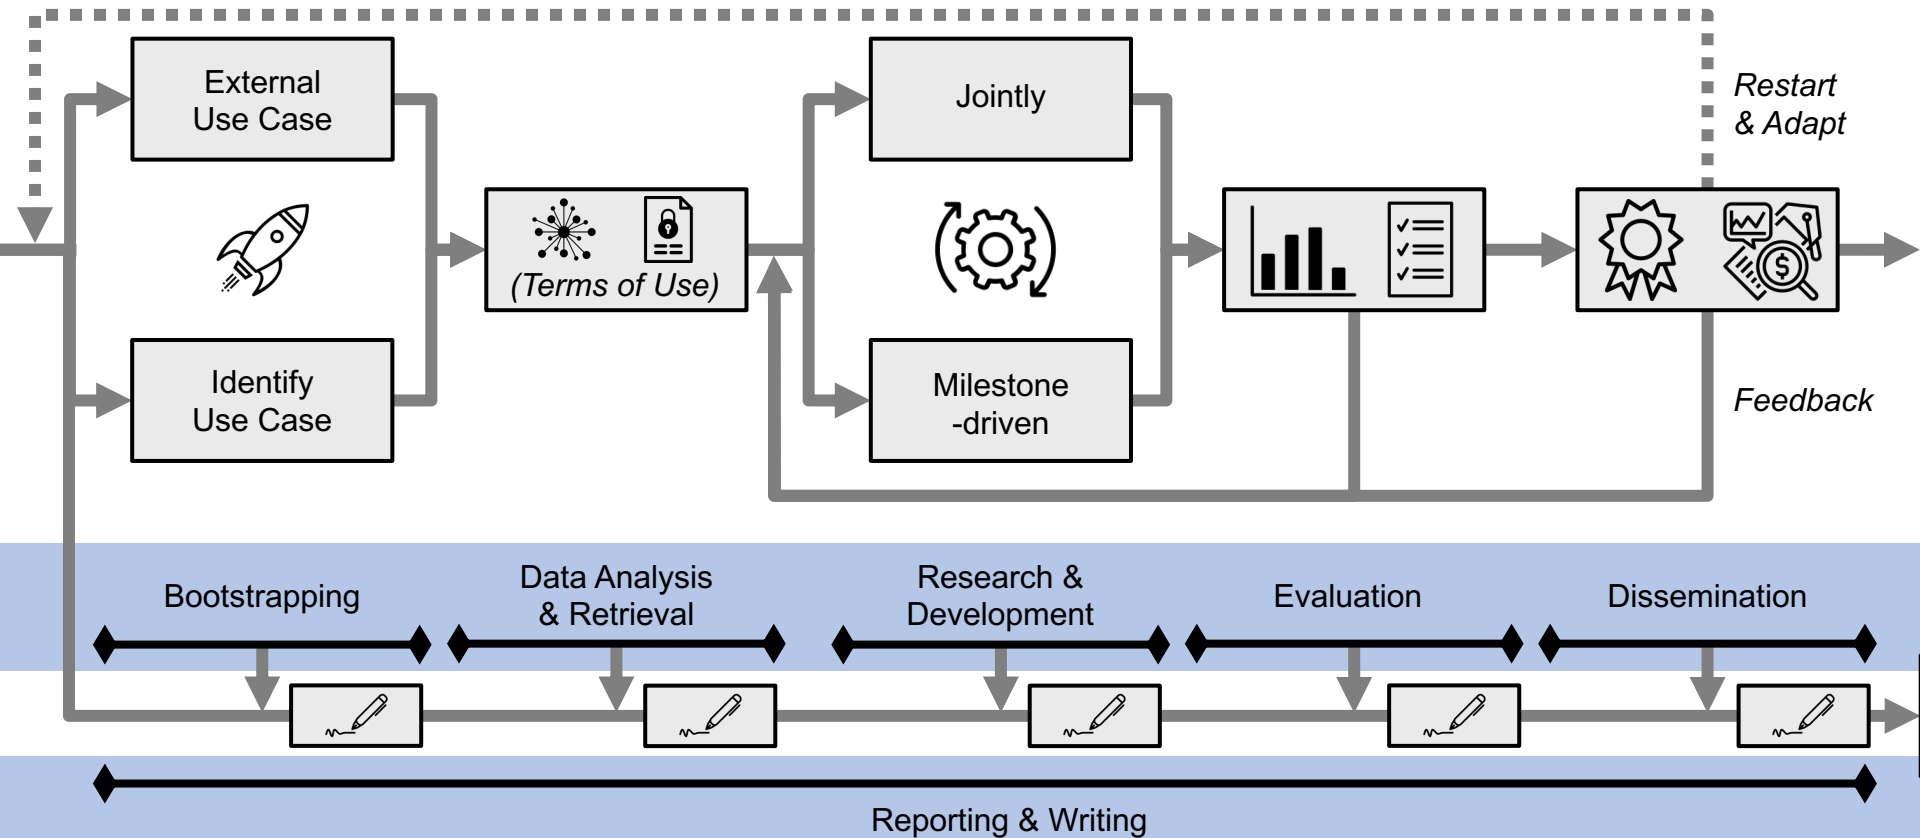 External
Use Case
Jointly
Restart
& Adapt
(Terms of Use)
$
Identify
Use Case
Milestone
-driven
Feedback
Bootstrapping
Data Analysis
& Retrieval
Research &
Development
Evaluation
Dissemination
Reporting & Writing